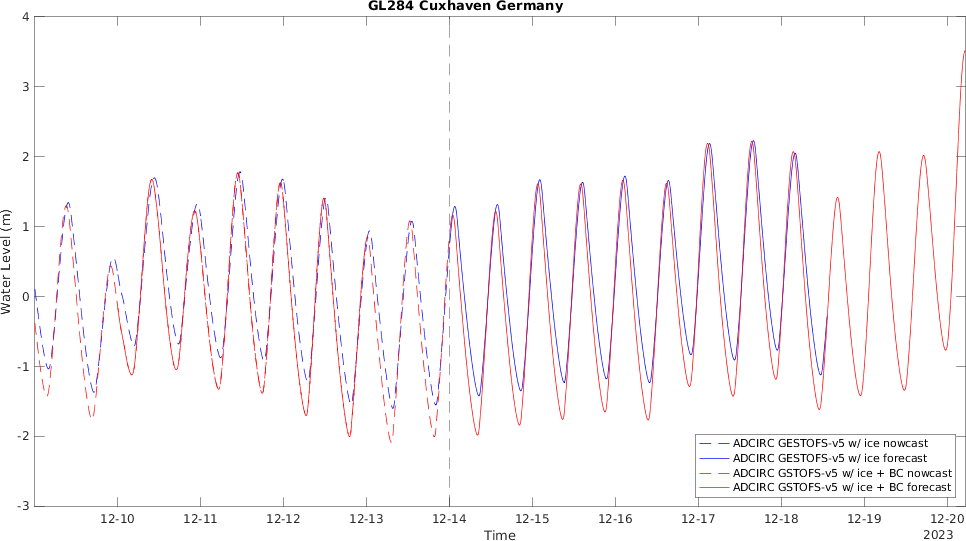 GL284 Cuxhaven Germany
4
3
2
1
0
-1
-2
-3
Water Level (m)
ADCIRC GESTOFS-v5 w/ ice nowcast
ADCIRC GESTOFS-v5 w/ ice forecast
ADCIRC GSTOFS-v5 w/ ice + BC nowcast
ADCIRC GSTOFS-v5 w/ ice + BC forecast
12-10 12-11 12-12 12-13 12-14 12-15 12-16 12-17 12-18 12-19 12-20
Time
2023